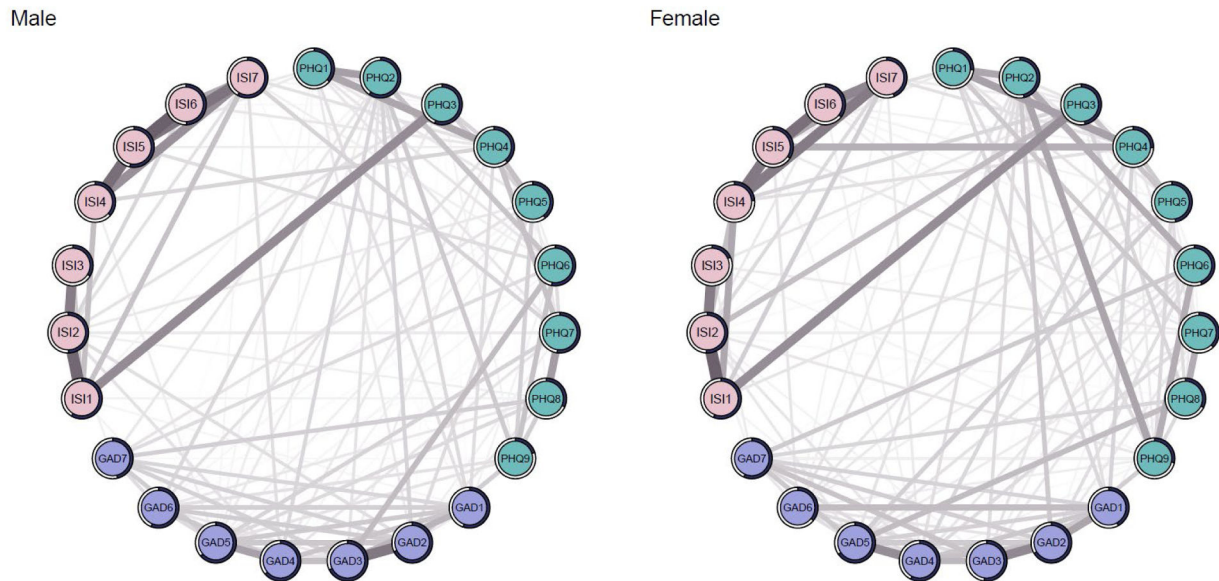 Male
Female
PHQ1
PHQ2
PHQ3
PHQ4
PHQ5
PHQ6
PHQ7
PHQ8
PHQ9
GAD1
GAD2
GAD3
GAD4
GAD5
GAD6
GAD7
ISI1
ISI2
ISI3
ISI4
ISI5
ISI6
ISI7
PHQ1
PHQ2
PHQ3
PHQ4
PHQ5
PHQ6
PHQ7
PHQ8
PHQ9
GAD1
GAD2
GAD3
GAD4
GAD5
GAD6
GAD7
ISI1
ISI2
ISI3
ISI4
ISI5
ISI6
ISI7